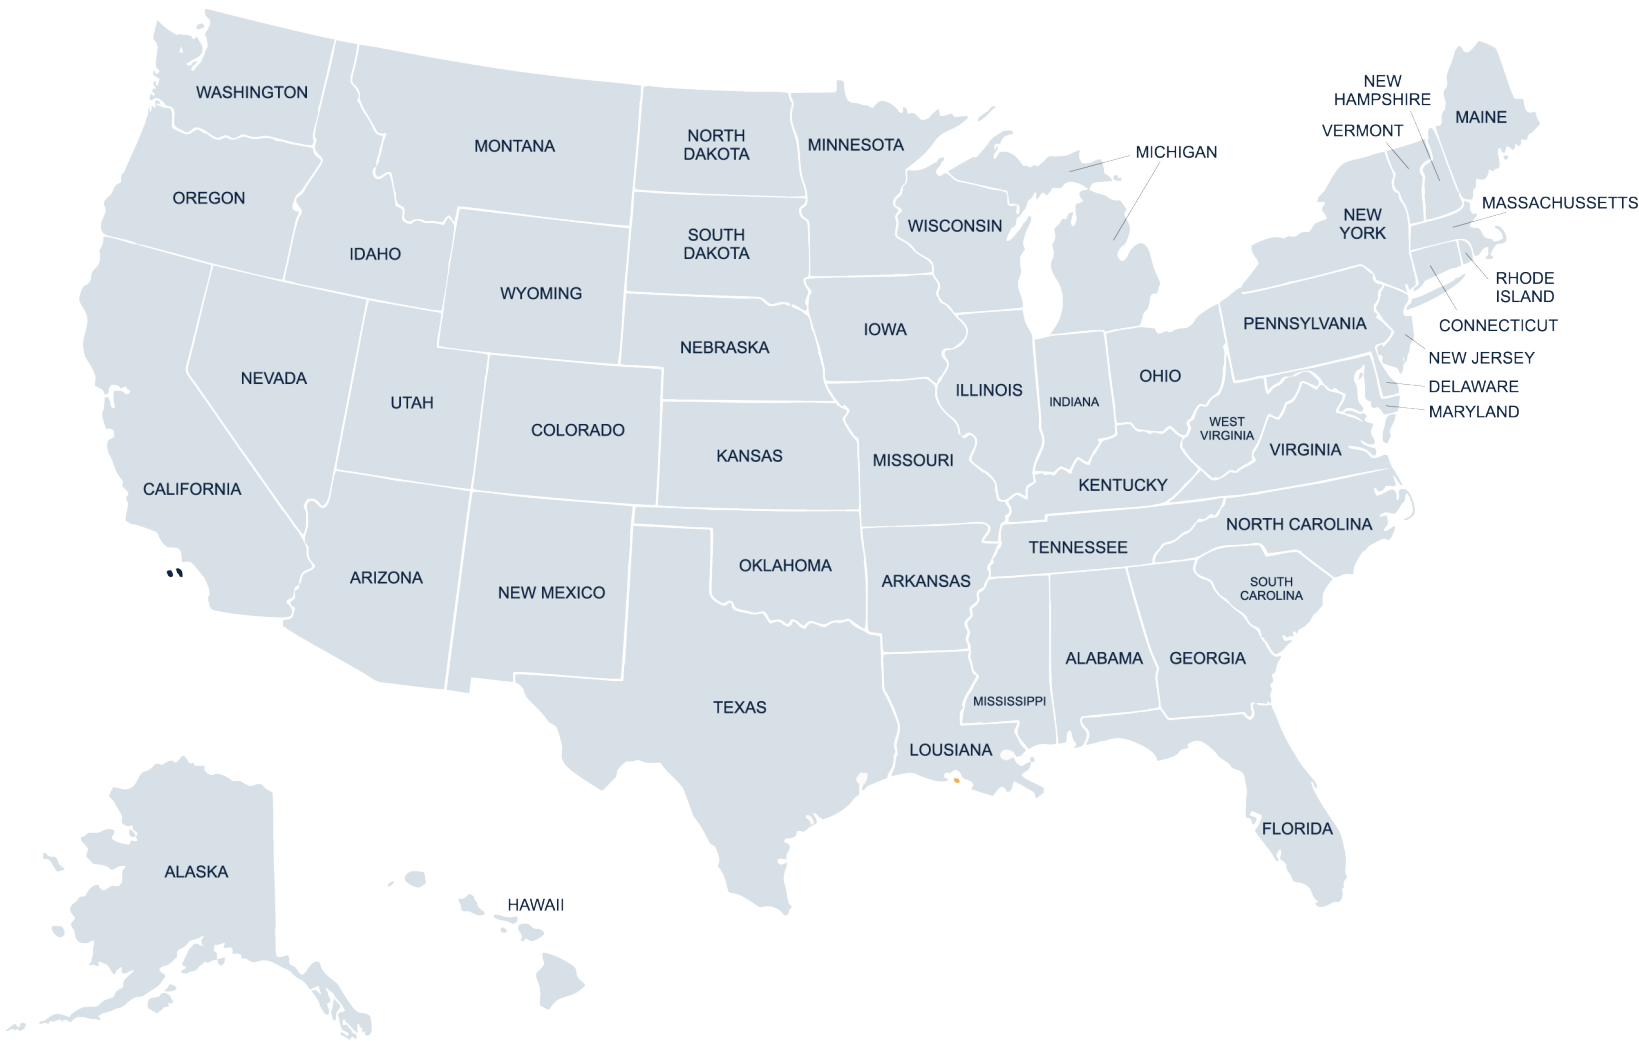 WASHINGTON
MONTANA
NORTH
DAKOTA
MINNESOTA
MICHIGAN
NEW
HAMPSHIRE
VERMONT
MAINE
OREGON
IDAHO
WYOMING
SOUTH
DAKOTA
WISCONSIN
NEW
YORK
MASSACHUSSETTS
RHODE
ISLAND
CONNECTICUT
NEW JERSEY
DELAWARE
MARYLAND
NEVADA
UTAH
COLORADO
NEBRASKA
IOWA
ILLINOIS
INDIANA
OHIO
PENNSYLVANIA
WEST
VIRGINIA
VIRGINIA
CALIFORNIA
KANSAS
MISSOURI
KENTUCKY
ARIZONA
NEW MEXICO
OKLAHOMA
ARKANSAS
TENNESSEE
NORTH CAROLINA
SOUTH
CAROLINA
TEXAS
LOUSIANA
MISSISSIPPI
ALABAMA
GEORGIA
FLORIDA
ALASKA
HAWAII